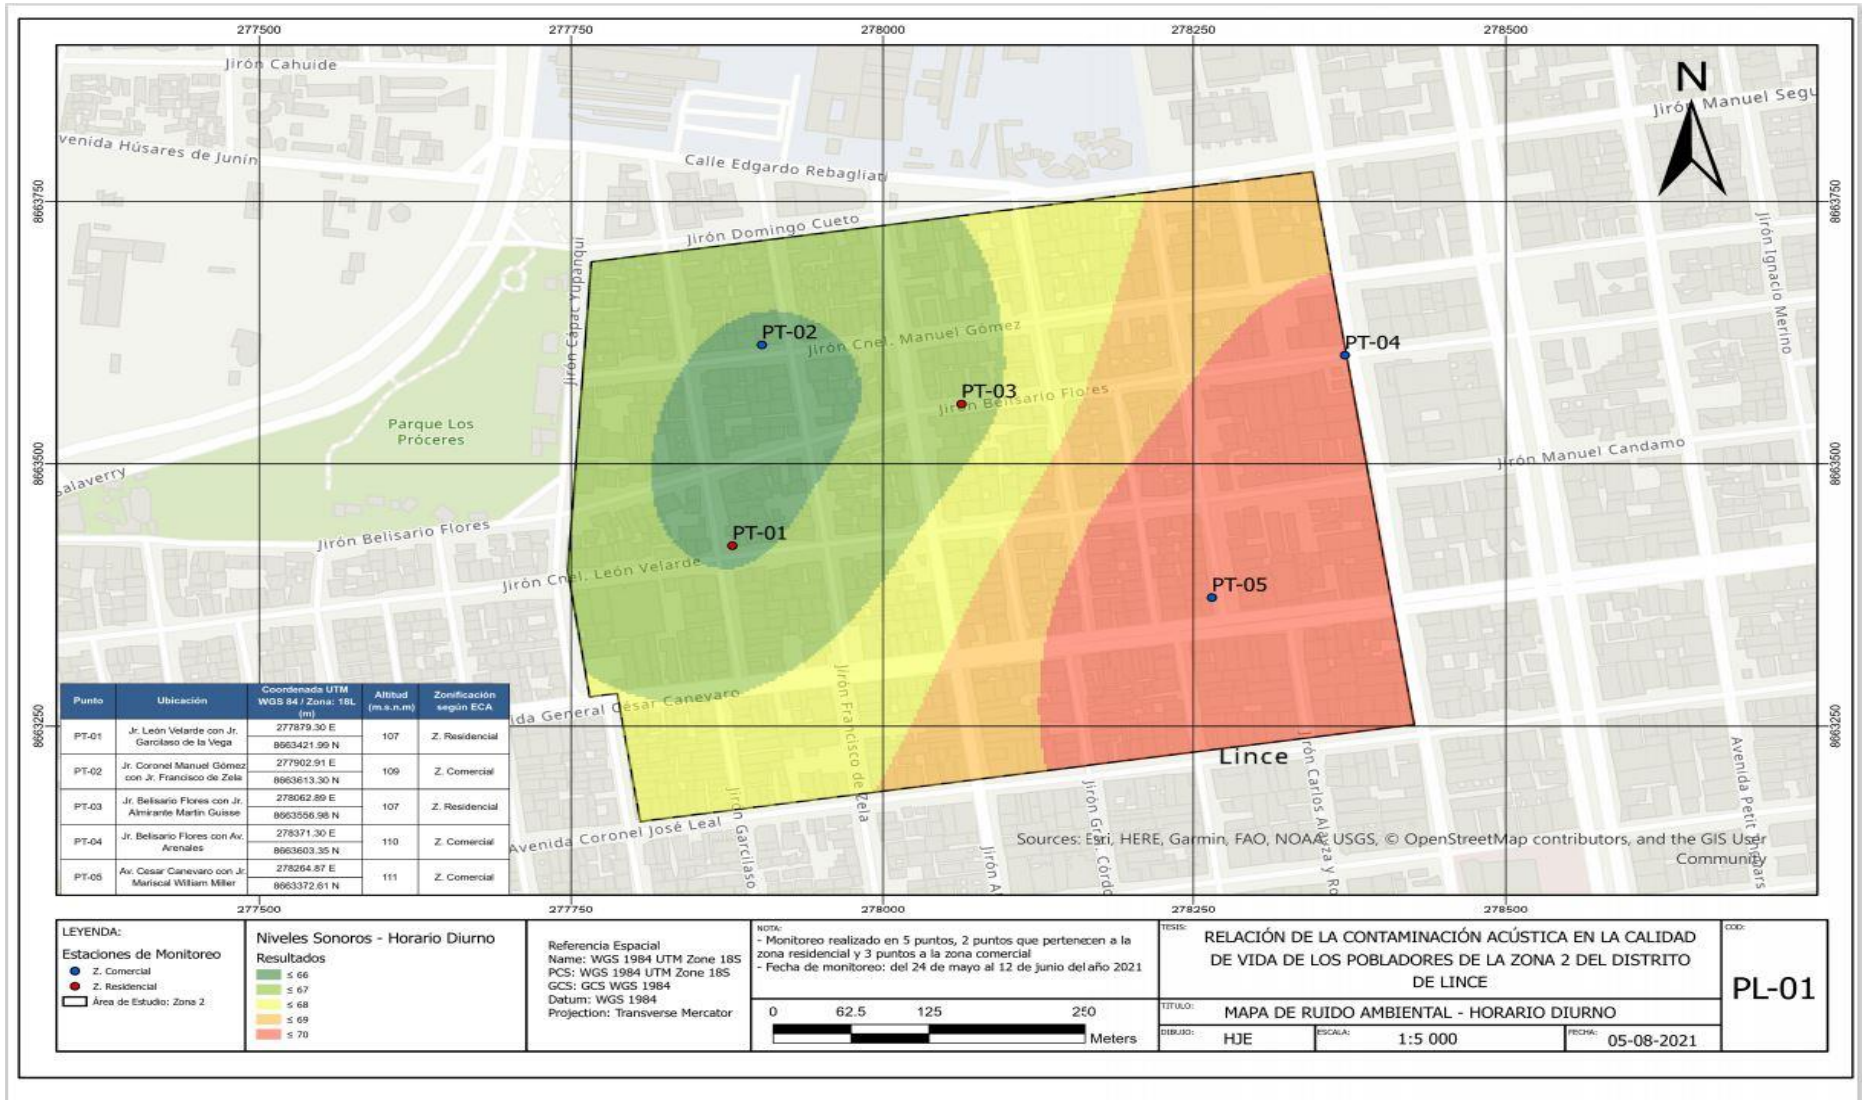 277500 277750 278000 278250 278500
Jirón Cahuide
Jirón Manuel Segu
N
venida Húsares de Junín
Calle Edgardo Rebagliati
8663750
8663750
Jirón Domingo Cueto
Jirón Cápac Yupanqui
Jirón Ignacio Merino
PT-02
Jirón Cnel. Manuel Gómez
PT-04
PT-03
Jirón Belisario Flores
Parque Los
Próceres
8663500
8663500
Salaverry
Jirón Manuel Candamo
Jirón Belisario Flores
PT-01
Jirón Cnel. León Velarde
PT-05
ida General César Canevaro
Jirón Francisco de Zela
8663250
8663250
Lince
Jirón Garcilaso
Jirón Gral. Córdo
Jirón Carlos Alayza y Ro
Avenida Petit Thouars
Avenida Coronel José Leal
Jirón Al
Sources: Esri, HERE, Garmin, FAO, NOAA, USGS, © OpenStreetMap contributors, and the GIS User
Community
Punto Ubicación Coordenada UTM WGS 84 / Zona: 18L (m) Altitud (m.s.n.m) Zonificación según ECA
PT-01 Jr. León Velarde con Jr. Garcilaso de la Vega 277879.30 E 8663421.99 N 107 Z. Residencial
PT-02 Jr. Coronel Manuel Gómez con Jr. Francisco de Zela 277902.91 E 8663613.30 N 109 Z. Comercial
PT-03 Jr. Belisario Flores con Jr. Almirante Martin Guisse 278062.89 E 8663556.98 N 107 Z. Residencial
PT-04 Jr. Belisario Flores con Av. Arenales 278371.30 E 8663603.35 N 110 Z. Comercial
PT-05 Av. Cesar Canevaro con Jr. Mariscal William Miller 278264.87 E 8663372.61 N 111 Z. Comercial
277500 277750 278000 278250 278500
LEYENDA:
Estaciones de Monitoreo
Z. Comercial
Z. Residencial
Área de Estudio: Zona 2
Niveles Sonoros - Horario Diurno
Resultados
≤ 66
≤ 67
≤ 68
≤ 69
≤ 70
Referencia Espacial
Name: WGS 1984 UTM Zone 18S
PCS: WGS 1984 UTM Zone 18S
GCS: GCS WGS 1984
Datum: WGS 1984
Projection: Transverse Mercator
NOTA:
- Monitoreo realizado en 5 puntos, 2 puntos que pertenecen a la
zona residencial y 3 puntos a la zona comercial
- Fecha de monitoreo: del 24 de mayo al 12 de junio del año 2021
0 62.5 125 250
Meters
TESIS:
RELACIÓN DE LA CONTAMINACIÓN ACÚSTICA EN LA CALIDAD
DE VIDA DE LOS POBLADORES DE LA ZONA 2 DEL DISTRITO
DE LINCE
TÍTULO:
MAPA DE RUIDO AMBIENTAL - HORARIO DIURNO
DIBUJO:
HJE
ESCALA:
1:5 000
FECHA:
05-08-2021
COD:
PL-01